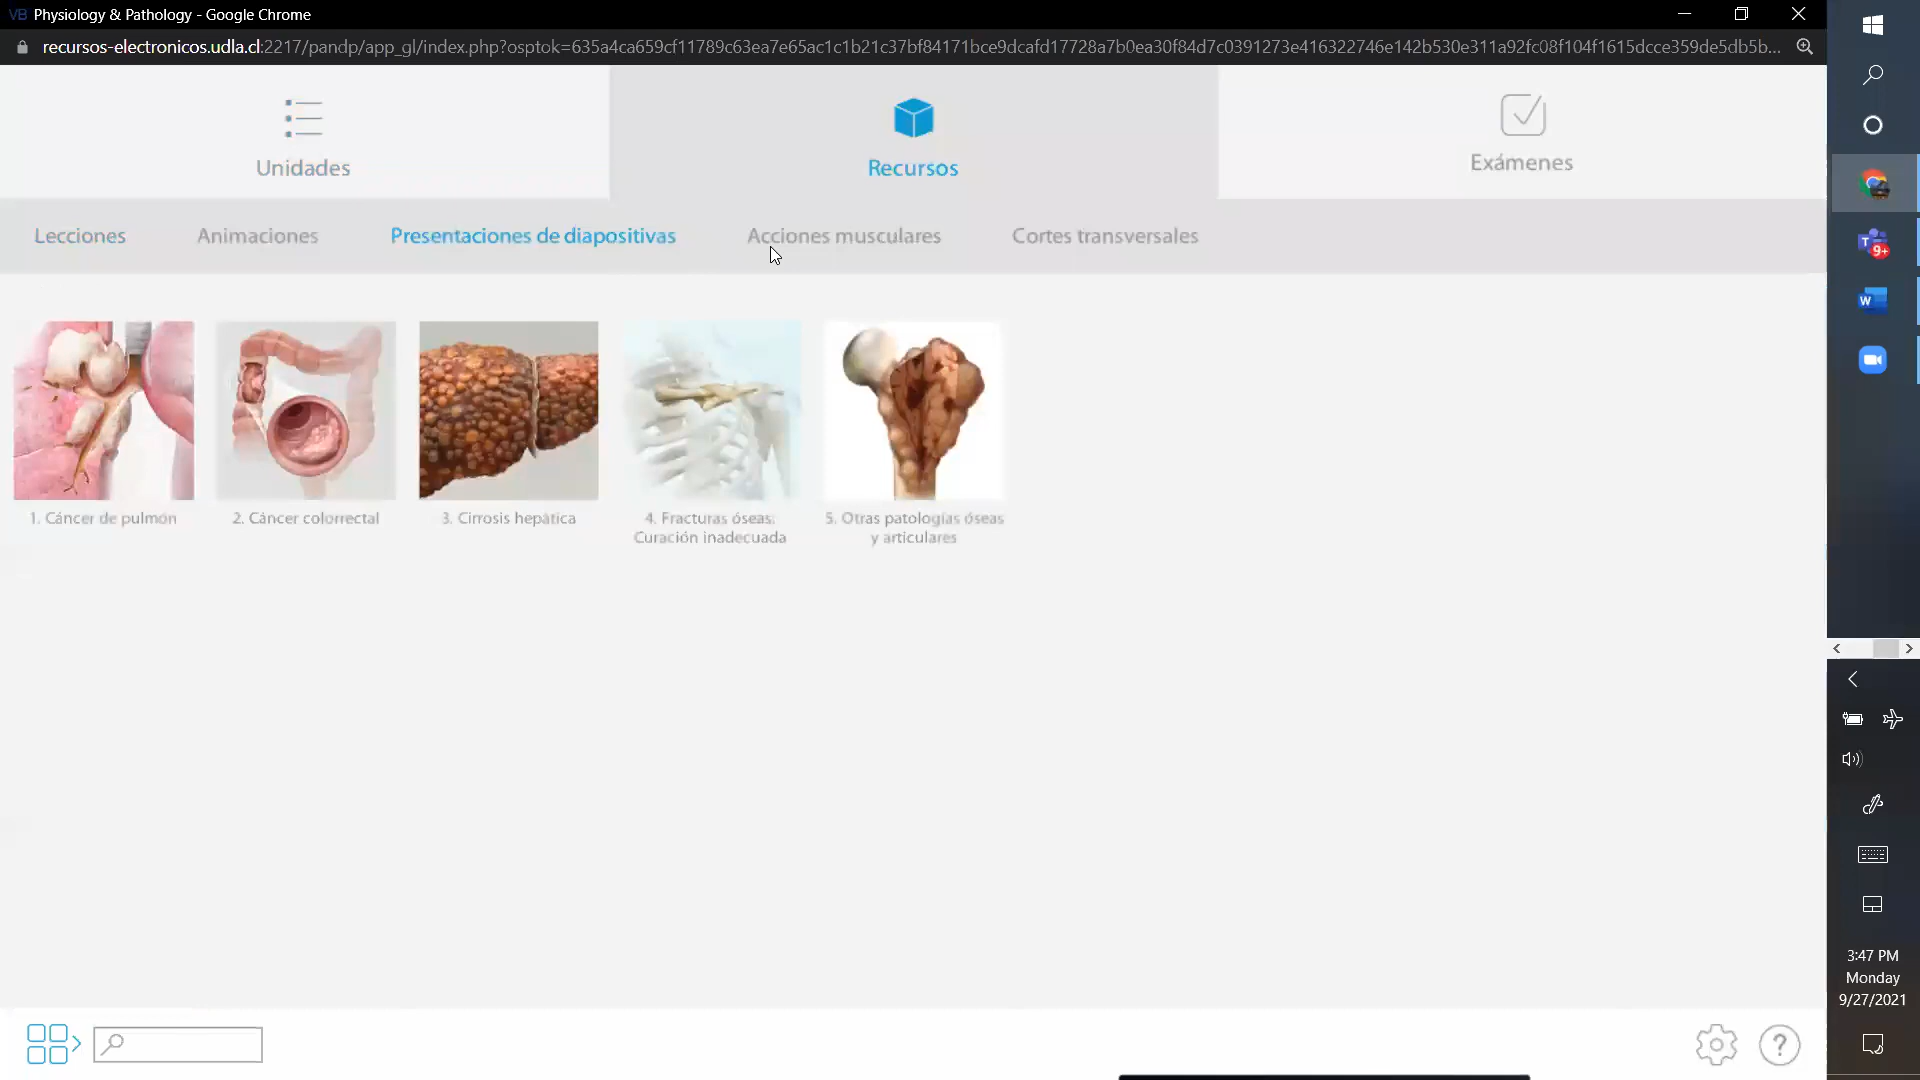 VB Physiology & Pathology - Google Chrome
recursos-electronicos.udla.cl:2217/pandp/app_gl/index.php?osptok=635a4ca659cf11789c63ea7e65ac1c1b21c37bf84171bce9dcafd17728a7b0ea30f84d7c0391273e416322746e142b530e311a92fc08f104f1615dcce359de5db5b...
Unidades
Recursos
Exámenes
Lecciones
Animaciones
Presentaciones de diapositivas
Acciones musculares
Cortes transversales
1. Cáncer de pulmón
2. Cáncer colorrectal
3. Cirrosis hepática
4. Fracturas óseas:
Curación inadecuada
5. Otras patologías óseas
y articulares
T
9+
W
3:47 PM
Monday
9/27/2021
?